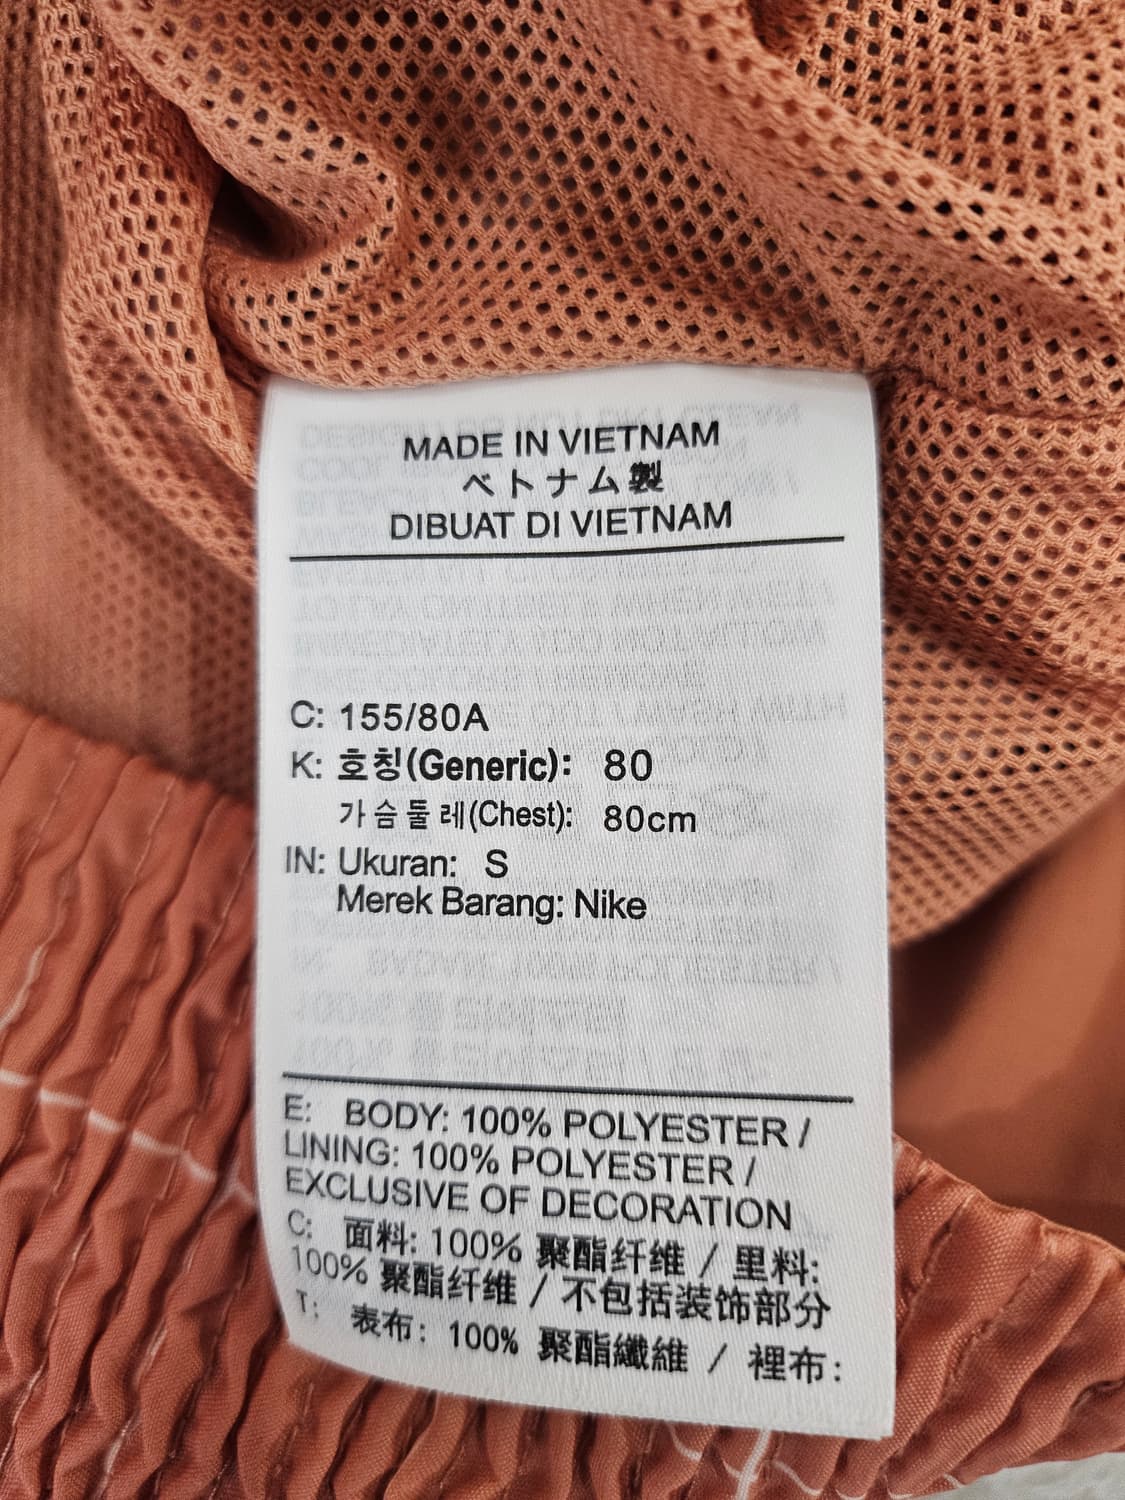 MADE IN VIETNAM
ベトナム製
DIBUAT DI VIETNAM
C: 155/80A
K: 호칭(Generic): 80
가슴둘레(Chest): 80cm
IN: Ukuran: S
Merek Barang: Nike
E: BODY: 100% POLYESTER /
LINING: 100% POLYESTER /
EXCLUSIVE OF DECORATION
C: 面料: 100% 聚酯纤维 / 里料:
100% 聚酯纤维 / 不包括装饰部分
T: 表布: 100% 聚酯纖維 / 裡布: